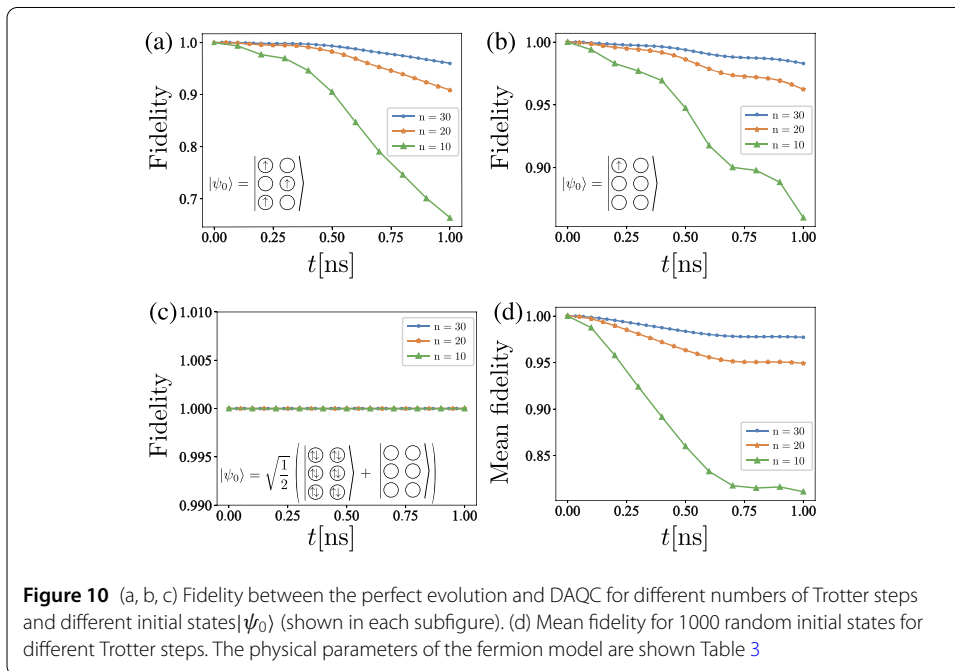 (a)
1.0
0.9
0.8
0.7
Fidelity
n = 30
n = 20
n = 10
|ψ₀⟩ = | ↑ ↑ ↑ ⟩
0.00 0.25 0.50 0.75 1.00
t[ns]
(b)
1.00
0.95
0.90
Fidelity
n = 30
n = 20
n = 10
|ψ₀⟩ = | ↑ ⟩
0.00 0.25 0.50 0.75 1.00
t[ns]
(c)
1.010
1.005
1.000
0.995
0.990
Fidelity
n = 30
n = 20
n = 10
|ψ₀⟩ = √1/2 ( | ↑↓ ↑↓ ↑↓ ↑↓ ↑↓ ↑↓ ⟩ + | ⟩ )
0.00 0.25 0.50 0.75 1.00
t[ns]
(d)
1.00
0.95
0.90
0.85
Mean fidelity
n = 30
n = 20
n = 10
0.00 0.25 0.50 0.75 1.00
t[ns]
Figure 10 (a, b, c) Fidelity between the perfect evolution and DAQC for different numbers of Trotter steps
and different initial states|ψ₀⟩ (shown in each subfigure). (d) Mean fidelity for 1000 random initial states for
different Trotter steps. The physical parameters of the fermion model are shown Table 3